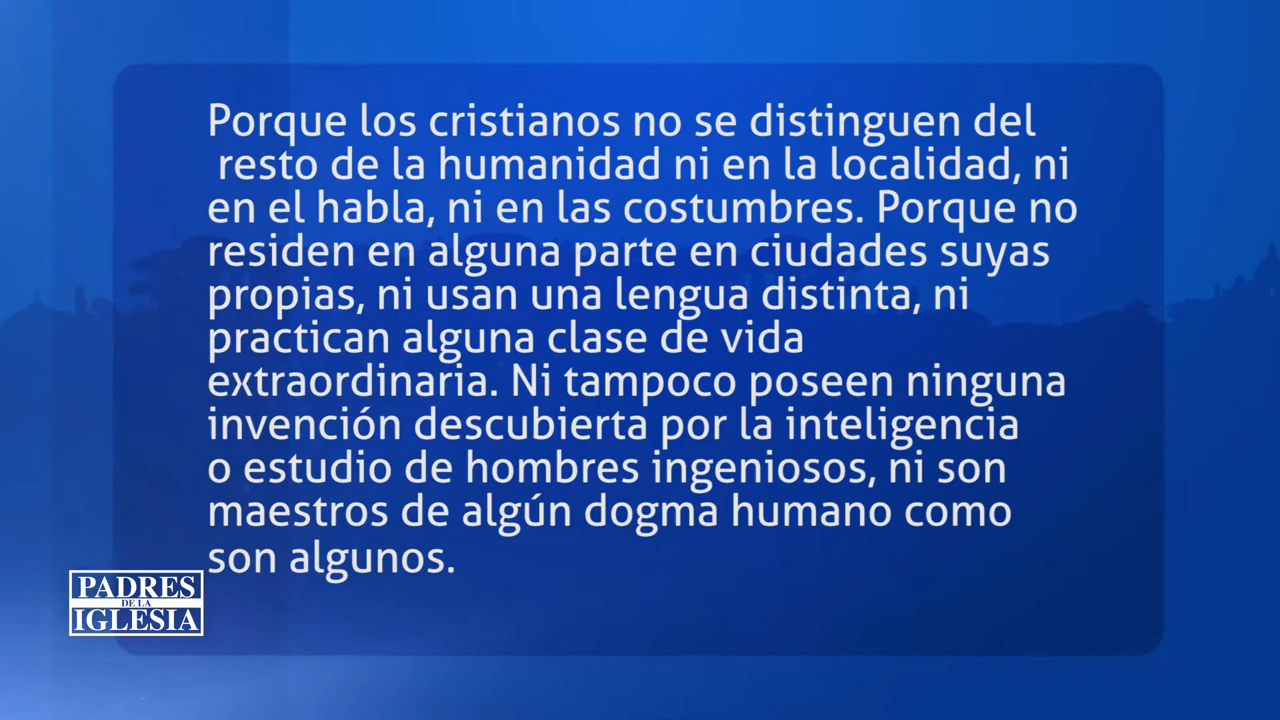 Porque los cristianos no se distinguen del
resto de la humanidad ni en la localidad, ni
en el habla, ni en las costumbres. Porque no
residen en alguna parte en ciudades suyas
propias, ni usan una lengua distinta, ni
practican alguna clase de vida
extraordinaria. Ni tampoco poseen ninguna
invención descubierta por la inteligencia
o estudio de hombres ingeniosos, ni son
maestros de algún dogma humano como
son algunos.
PADRES
DE LA
IGLESIA